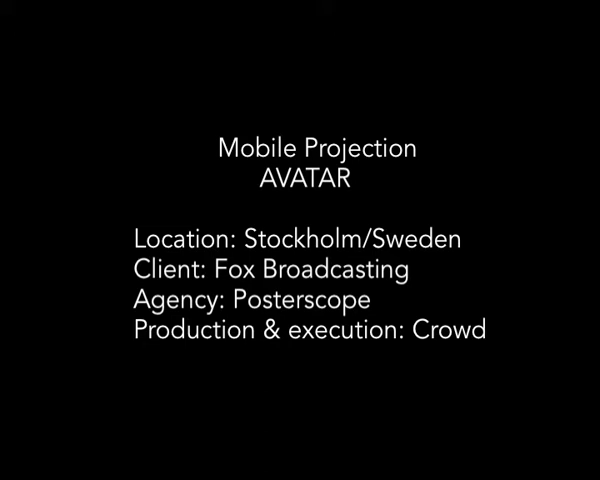 Mobile Projection
AVATAR
Location: Stockholm/Sweden
Client: Fox Broadcasting
Agency: Posterscope
Production & execution: Crowd